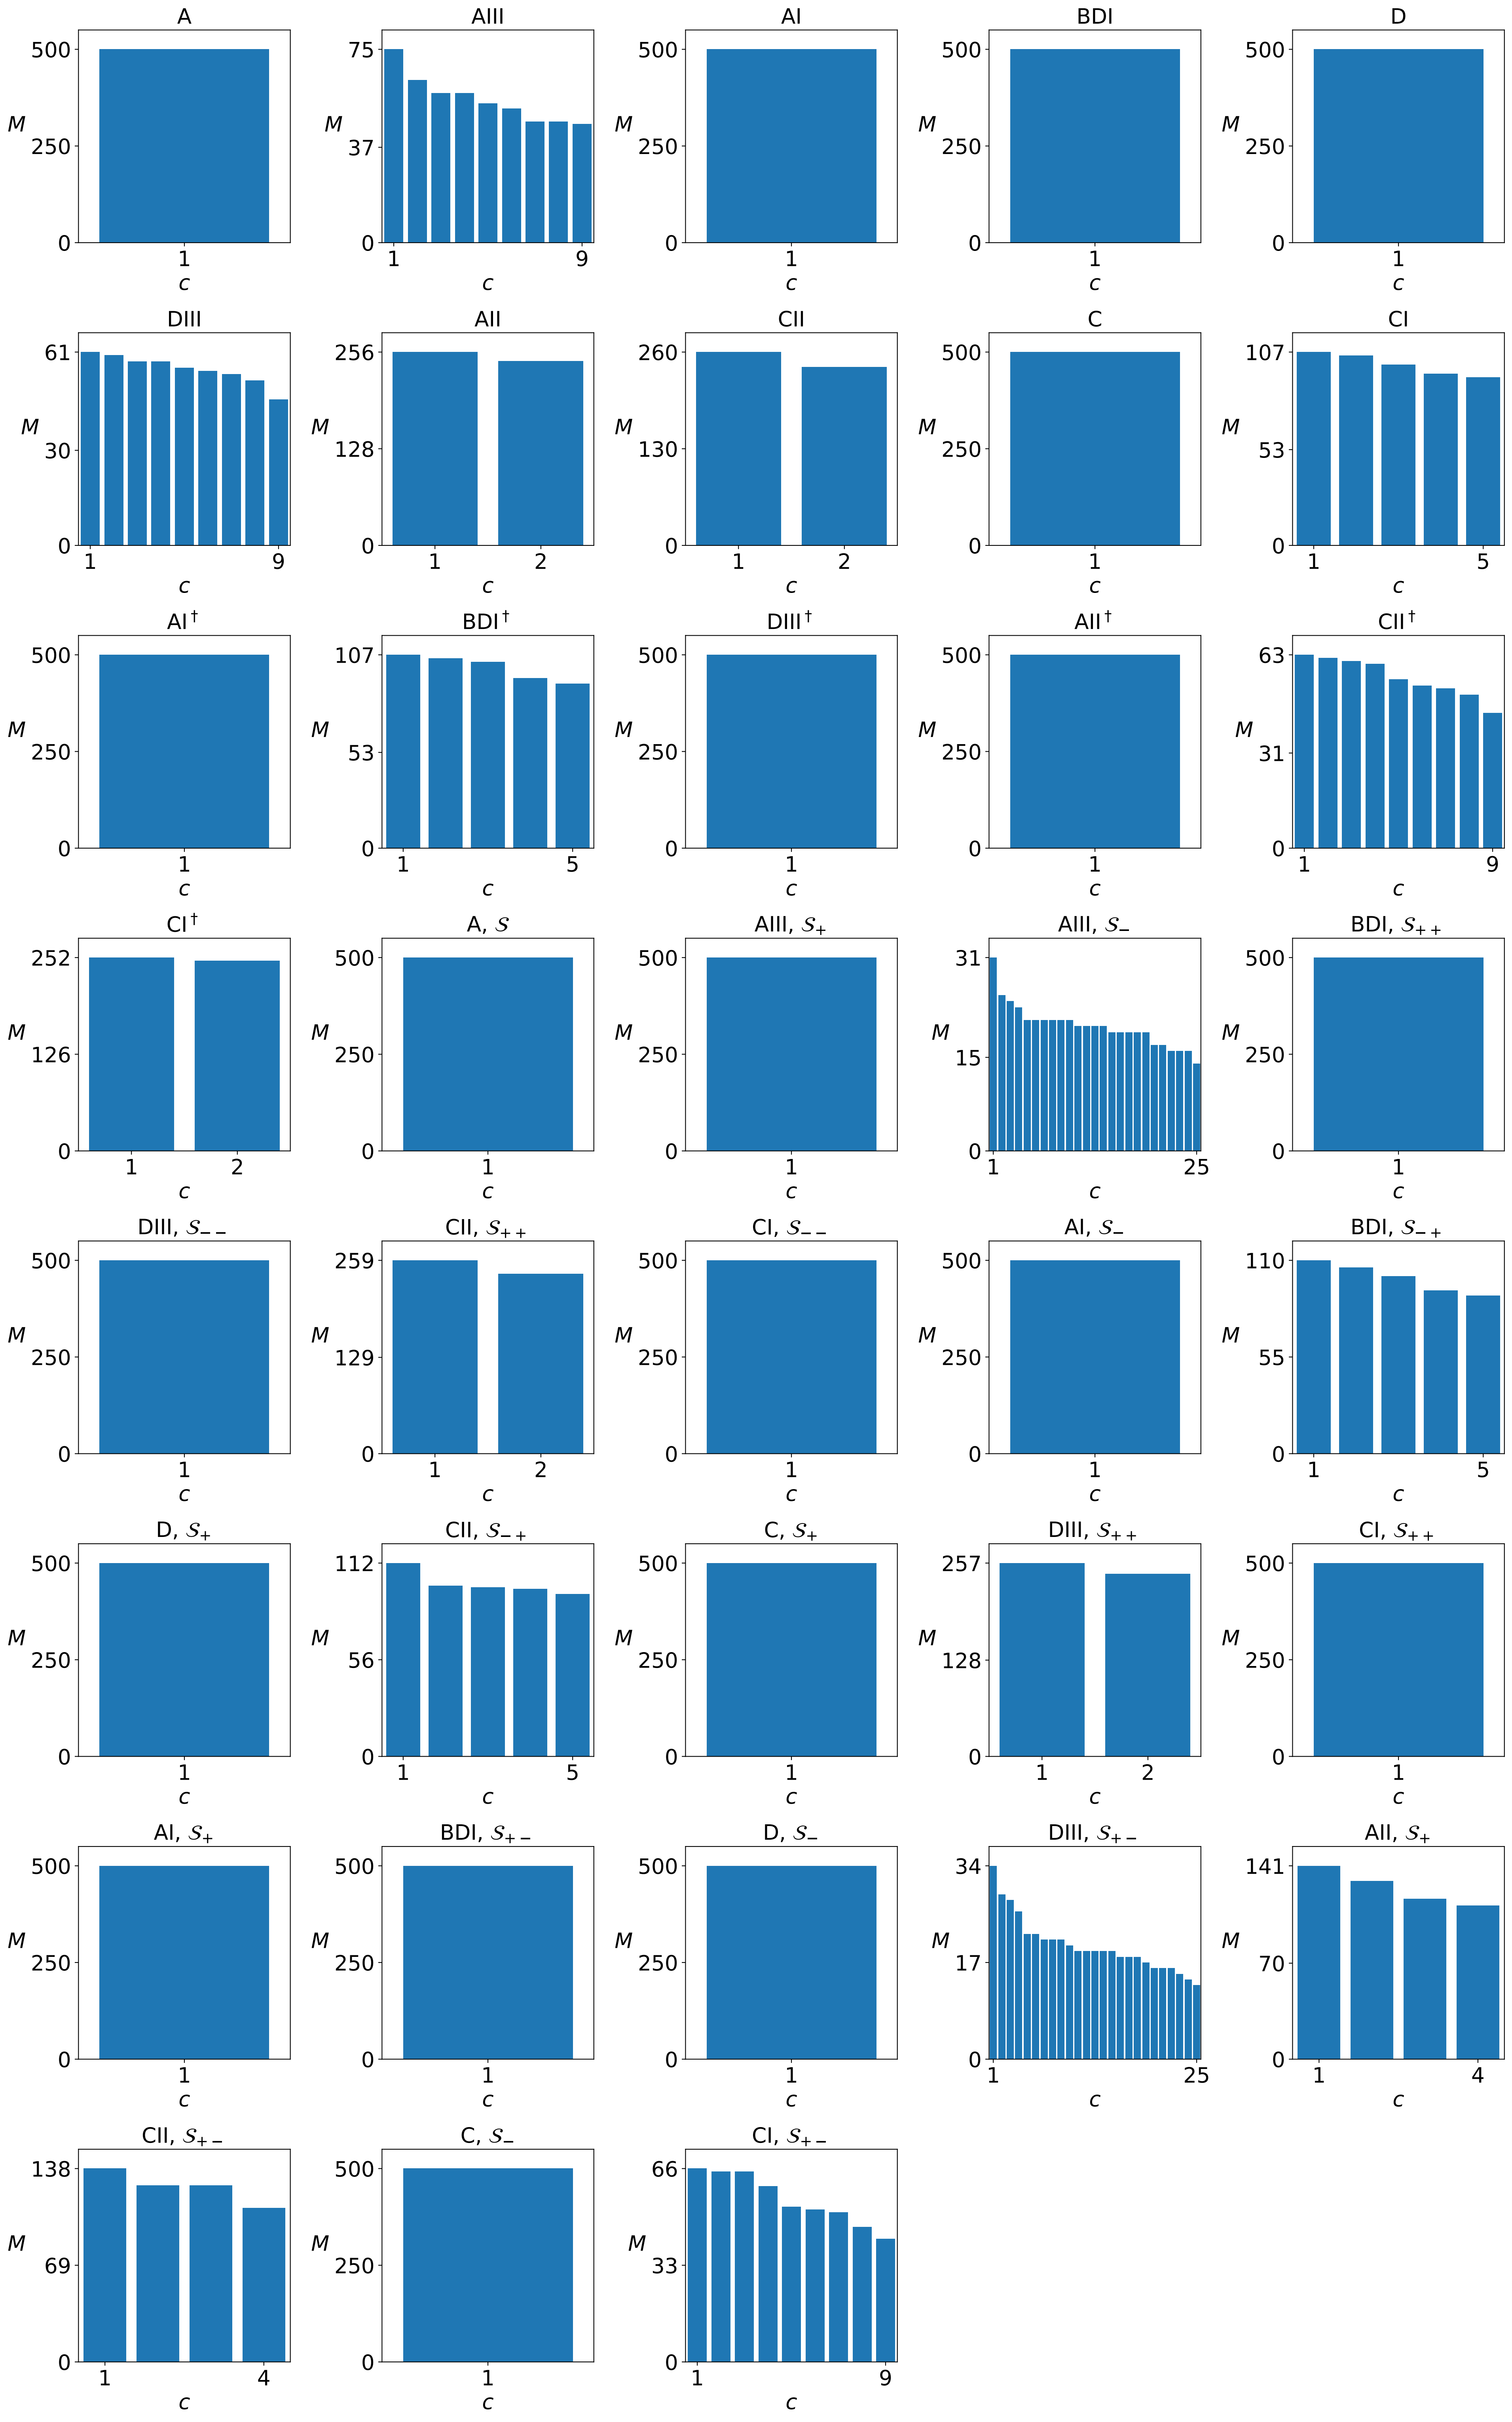 A AIII AI BDI D
500 75 500 500 500
M M M M M
250 37 250 250 250
0 0 0 0 0
1 1 9 1 1 1
c c c c c
DIII AII CII C CI
61 256 260 500 107
M M M M M
30 128 130 250 53
0 0 0 0 0
1 9 1 2 1 2 1 1 5
c c c c c
AI† BDI† DIII† AII† CII†
500 107 500 500 63
M M M M M
250 53 250 250 31
0 0 0 0 0
1 1 5 1 1 1 9
c c c c c
CI† A, 𝒮 AIII, 𝒮₊ AIII, 𝒮₋ BDI, 𝒮₊₊
252 500 500 31 500
M M M M M
126 250 250 15 250
0 0 0 0 0
1 2 1 1 1 25 1
c c c c c
DIII, 𝒮₋₋ CII, 𝒮₊₊ CI, 𝒮₋₋ AI, 𝒮₋ BDI, 𝒮₋₊
500 259 500 500 110
M M M M M
250 129 250 250 55
0 0 0 0 0
1 1 2 1 1 1 5
c c c c c
D, 𝒮₊ CII, 𝒮₋₊ C, 𝒮₊ DIII, 𝒮₊₊ CI, 𝒮₊₊
500 112 500 257 500
M M M M M
250 56 250 128 250
0 0 0 0 0
1 1 5 1 1 2 1
c c c c c
AI, 𝒮₊ BDI, 𝒮₊₋ D, 𝒮₋ DIII, 𝒮₊₋ AII, 𝒮₊
500 500 500 34 141
M M M M M
250 250 250 17 70
0 0 0 0 0
1 1 1 1 25 1 4
c c c c c
CII, 𝒮₊₋ C, 𝒮₋ CI, 𝒮₊₋
138 500 66
M M M
69 250 33
0 0 0
1 4 1 1 9
c c c